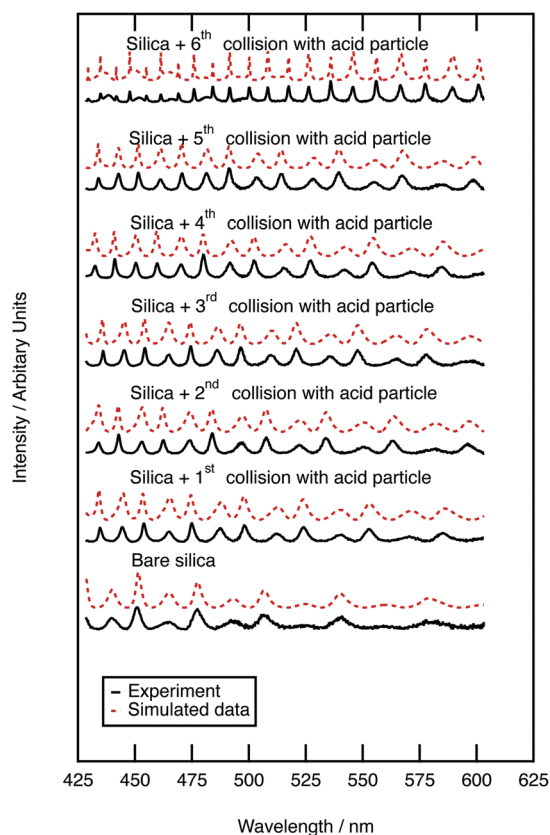 Silica + 6th collision with acid particle
Silica + 5th collision with acid particle
Silica + 4th collision with acid particle
Silica + 3rd collision with acid particle
Silica + 2nd collision with acid particle
Silica + 1st collision with acid particle
Bare silica
Intensity / Arbitary Units
Experiment
Simulated data
425 450 475 500 525 550 575 600 625
Wavelength / nm